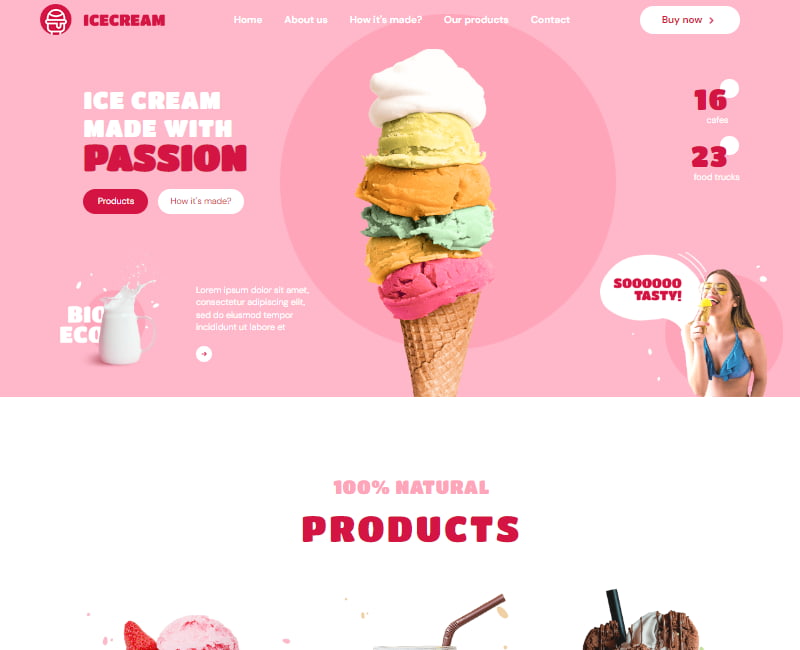 ICECREAM
Home
About us
How it's made?
Our products
Contact
Buy now
ICE CREAM
MADE WITH
PASSION
Products
How it's made?
16
cafes
23
food trucks
BIO
ECO
Lorem ipsum dolor sit amet,
consectetur adipiscing elit,
sed do eiusmod tempor
incididunt ut labore et
SOOOOOO
TASTY!
100% NATURAL
PRODUCTS